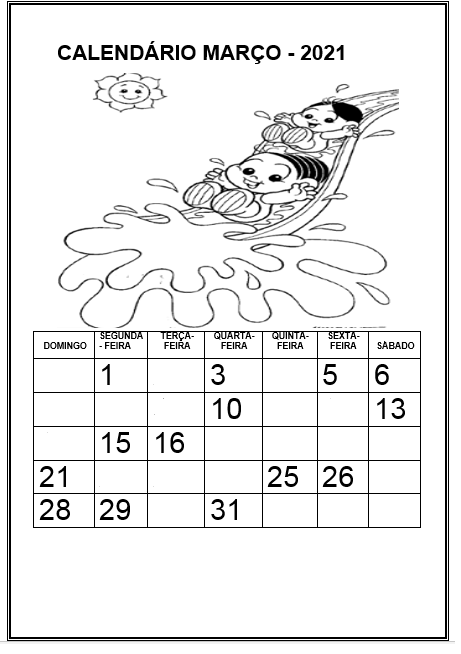 CALENDÁRIO MARÇO - 2021
DOMINGO SEGUNDA - FEIRA TERÇA- FEIRA QUARTA- FEIRA QUINTA- FEIRA SEXTA- FEIRA SÁBADO
1 3 5 6
10 13
15 16
21 25 26
28 29 31